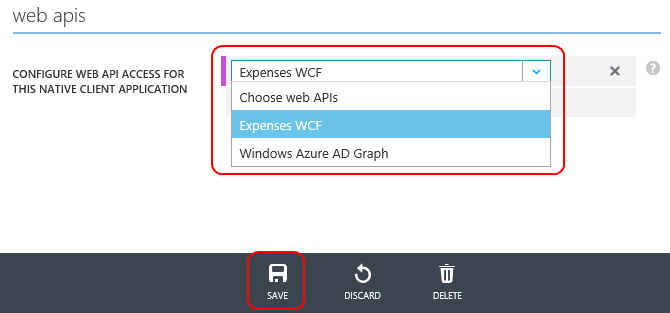 web apis
CONFIGURE WEB API ACCESS FOR
THIS NATIVE CLIENT APPLICATION
Expenses WCF
?
Choose web APIs
Expenses WCF
Windows Azure AD Graph
SAVE
DISCARD
DELETE